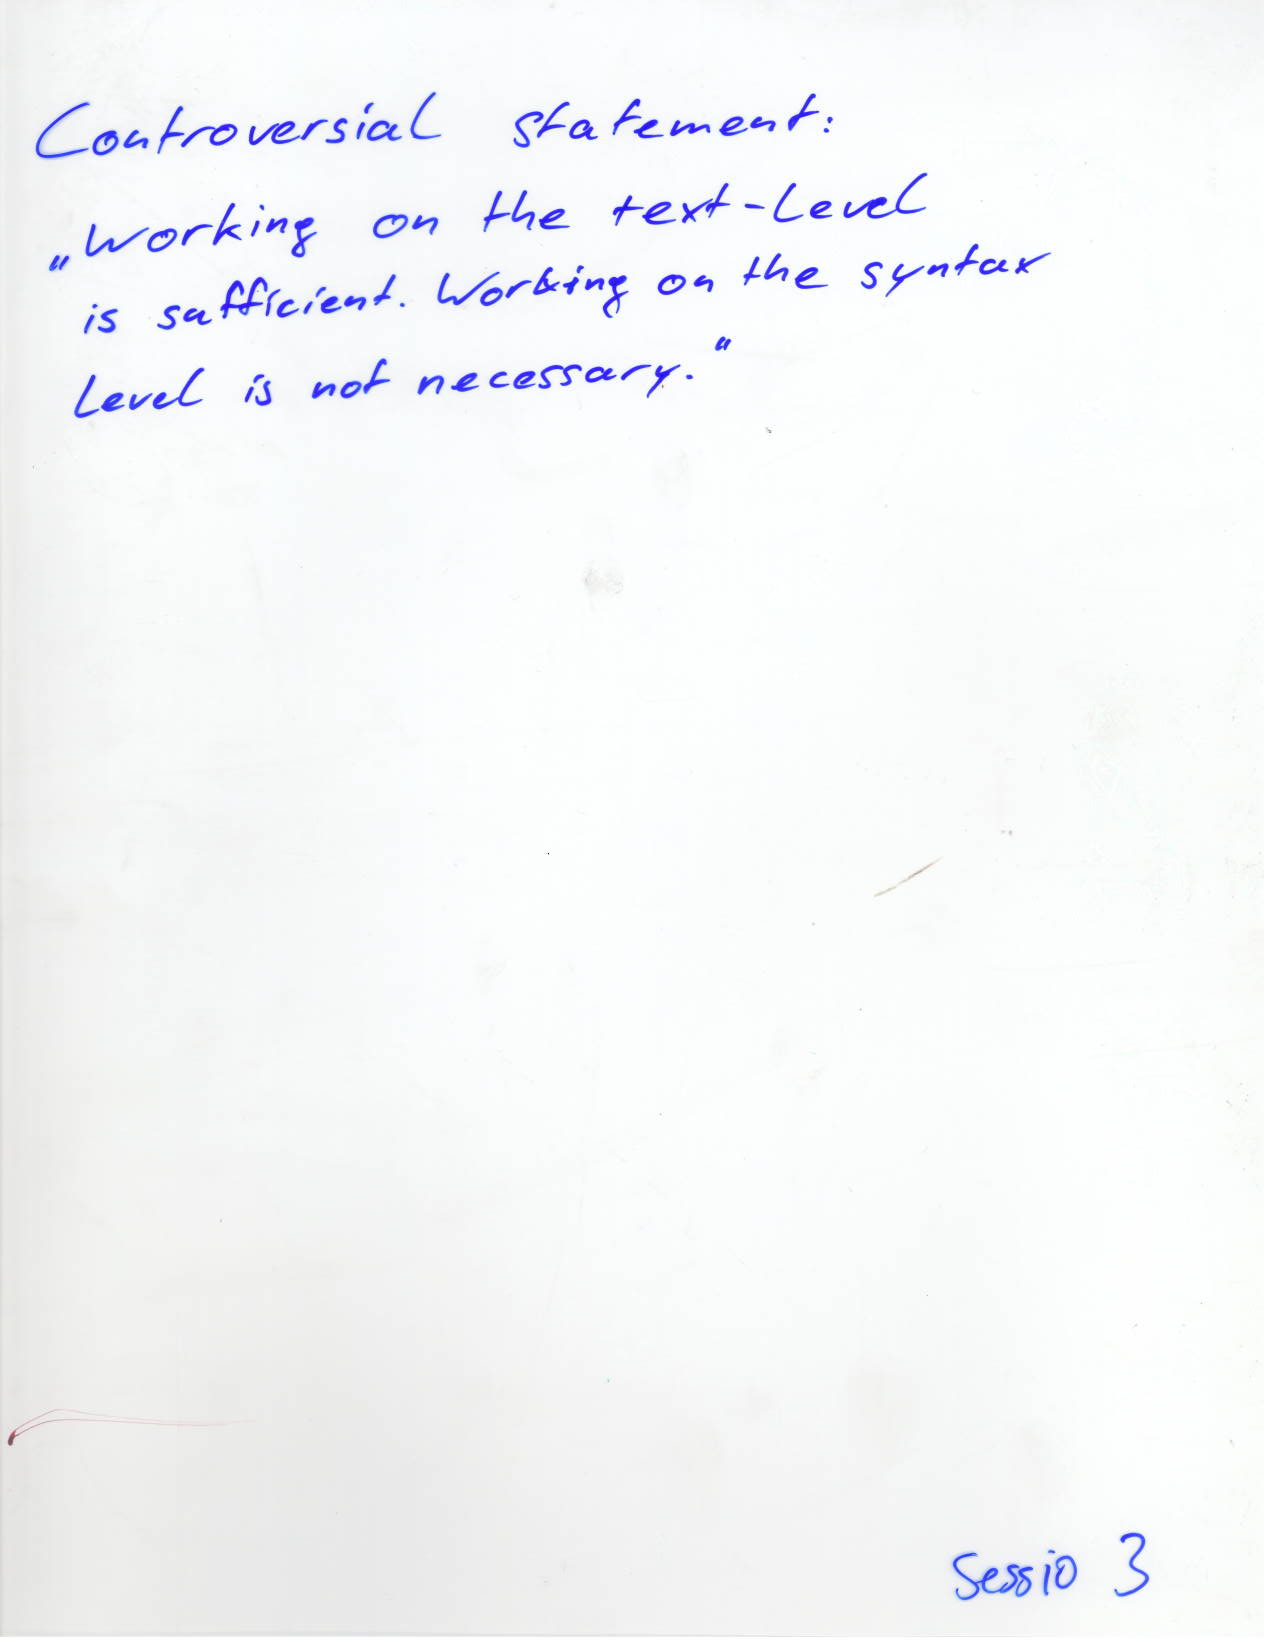 Controversial statement:
„Working on the text-level
is sufficient. Working on the syntax
level is not necessary."
Sessio 3